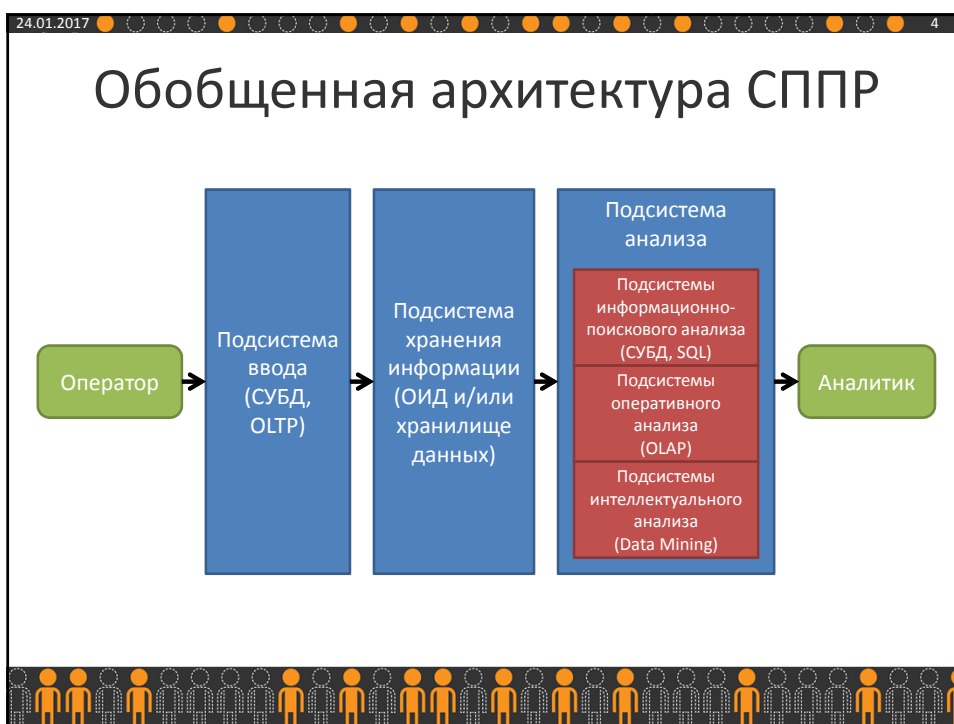 24.01.2017
4
Обобщенная архитектура СППР
Оператор
Подсистема
ввода
(СУБД,
OLTP)
Подсистема
хранения
информации
(ОИД и/или
хранилище
данных)
Подсистема
анализа
Подсистемы
информационно-
поискового анализа
(СУБД, SQL)
Подсистемы
оперативного
анализа
(OLAP)
Подсистемы
интеллектуального
анализа
(Data Mining)
Аналитик